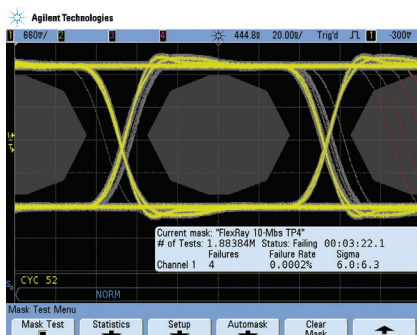 Agilent Technologies
1 660㎷/ 2 3 4 444.8㎱ 20.00㎱/ Trig'd 1 -300㎷
1
T
Current mask: "FlexRay 10-Mbs TP4"
# of Tests: 1.88384M Status: Failing 00:03:22.1
Failures Failure Rate Sigma
Channel 1 4 0.0002% 6.0:6.3
CYC 52
NORM
Mask Test Menu
Mask Test Statistics Setup Automask Clear
Mask